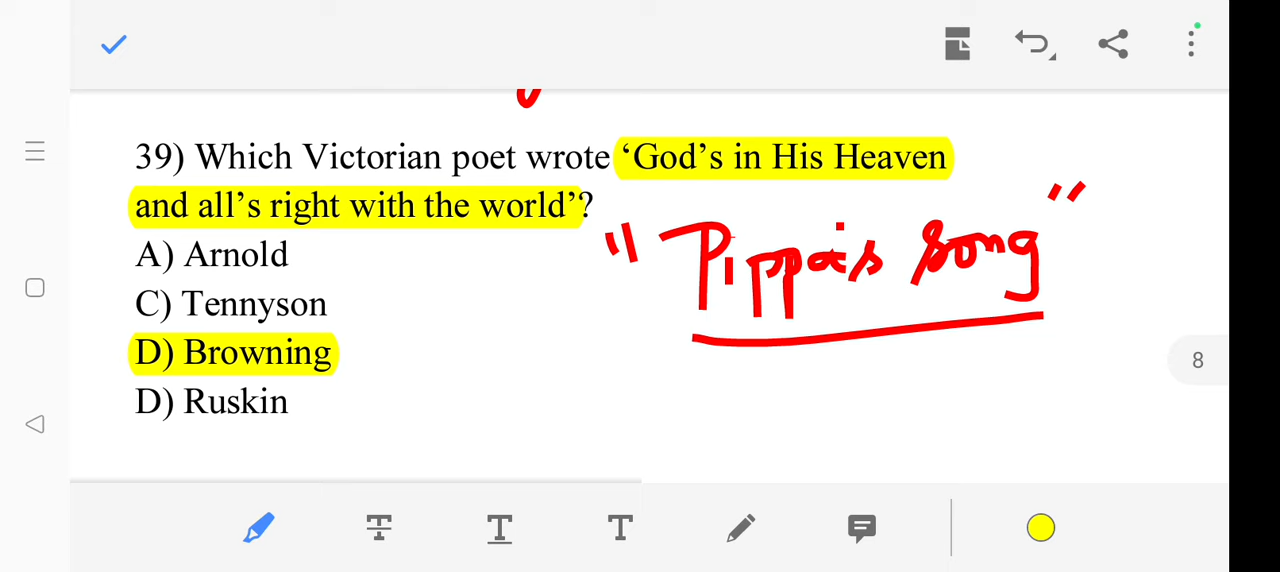 39) Which Victorian poet wrote ‘God’s in His Heaven
and all’s right with the world’?
A) Arnold
"Pippa's song"
C) Tennyson
D) Browning
8
D) Ruskin
T T T